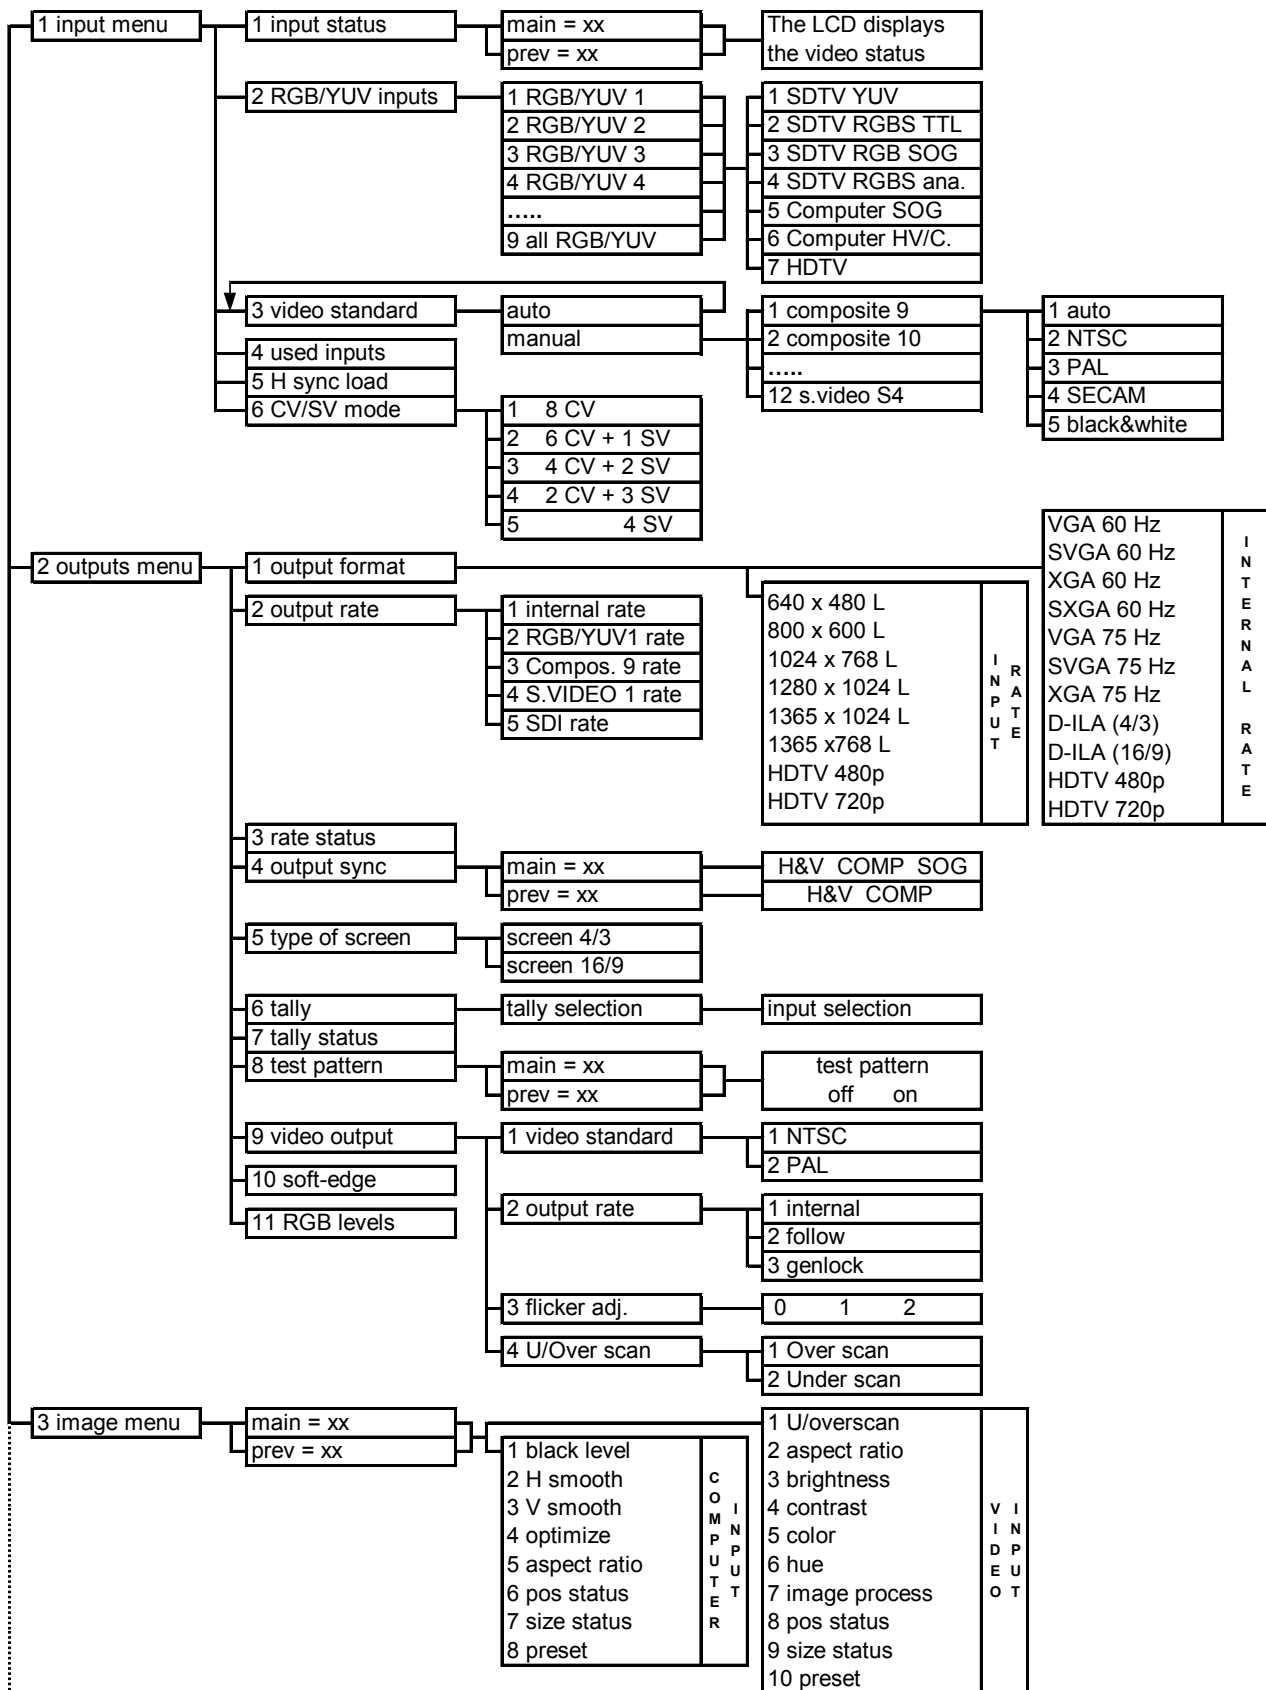 1 input menu
1 input status
main = xx
prev = xx
The LCD displays
the video status
2 RGB/YUV inputs
1 RGB/YUV 1
2 RGB/YUV 2
3 RGB/YUV 3
4 RGB/YUV 4
.....
9 all RGB/YUV
1 SDTV YUV
2 SDTV RGBS TTL
3 SDTV RGB SOG
4 SDTV RGBS ana.
5 Computer SOG
6 Computer HV/C.
7 HDTV
3 video standard
auto
manual
1 composite 9
2 composite 10
.....
12 s.video S4
1 auto
2 NTSC
3 PAL
4 SECAM
5 black&white
4 used inputs
5 H sync load
6 CV/SV mode
1 8 CV
2 6 CV + 1 SV
3 4 CV + 2 SV
4 2 CV + 3 SV
5 4 SV
2 outputs menu
1 output format
640 x 480 L
800 x 600 L
1024 x 768 L
1280 x 1024 L
1365 x 1024 L
1365 x768 L
HDTV 480p
HDTV 720p
INPUT
RATE
VGA 60 Hz
SVGA 60 Hz
XGA 60 Hz
SXGA 60 Hz
VGA 75 Hz
SVGA 75 Hz
XGA 75 Hz
D-ILA (4/3)
D-ILA (16/9)
HDTV 480p
HDTV 720p
INTERNAL RATE
2 output rate
1 internal rate
2 RGB/YUV1 rate
3 Compos. 9 rate
4 S.VIDEO 1 rate
5 SDI rate
3 rate status
4 output sync
main = xx
prev = xx
H&V COMP SOG
H&V COMP
5 type of screen
screen 4/3
screen 16/9
6 tally
tally selection
input selection
7 tally status
8 test pattern
main = xx
prev = xx
test pattern
off on
9 video output
1 video standard
1 NTSC
2 PAL
10 soft-edge
11 RGB levels
2 output rate
1 internal
2 follow
3 genlock
3 flicker adj.
0 1 2
4 U/Over scan
1 Over scan
2 Under scan
3 image menu
main = xx
prev = xx
1 black level
2 H smooth
3 V smooth
4 optimize
5 aspect ratio
6 pos status
7 size status
8 preset
COMPUTER
INPUT
1 U/overscan
2 aspect ratio
3 brightness
4 contrast
5 color
6 hue
7 image process
8 pos status
9 size status
10 preset
VIDEO
INPUT